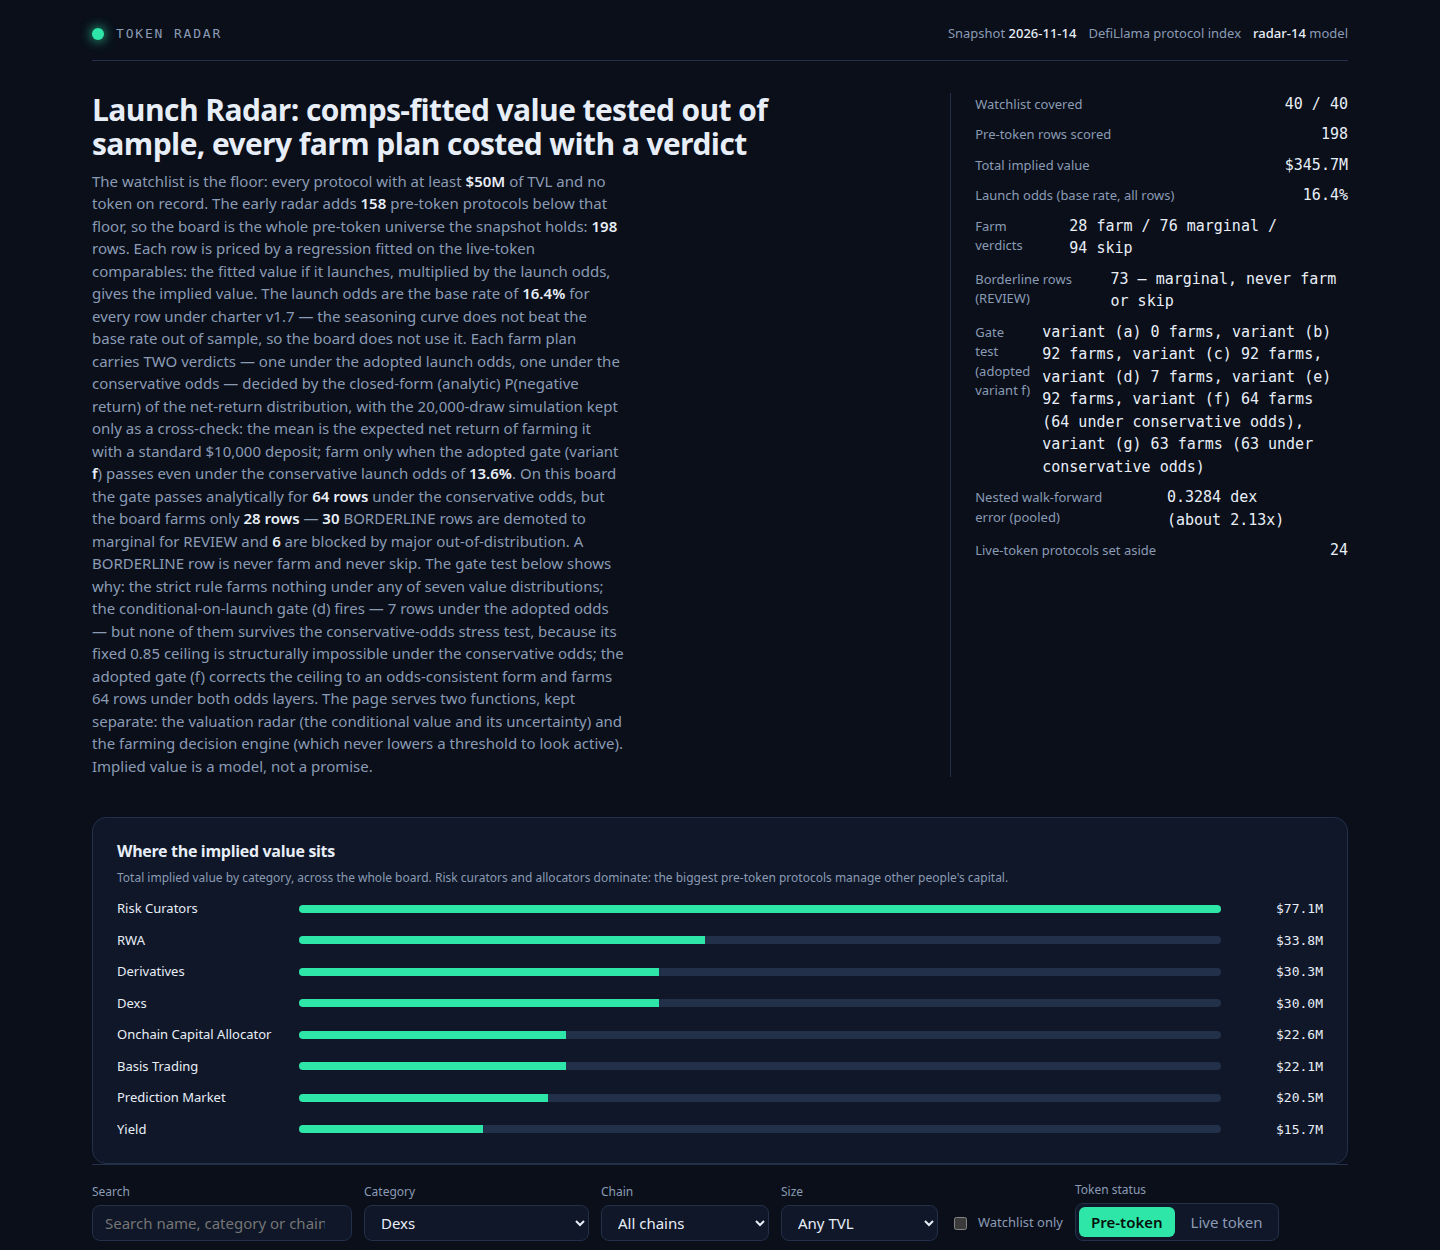 TOKEN RADAR
Snapshot 2026-11-14 DefiLlama protocol index radar-14 model
Launch Radar: comps-fitted value tested out of
sample, every farm plan costed with a verdict
The watchlist is the floor: every protocol with at least $50M of TVL and no
token on record. The early radar adds 158 pre-token protocols below that
floor, so the board is the whole pre-token universe the snapshot holds: 198
rows. Each row is priced by a regression fitted on the live-token
comparables: the fitted value if it launches, multiplied by the launch odds,
gives the implied value. The launch odds are the base rate of 16.4% for
every row under charter v1.7 — the seasoning curve does not beat the
base rate out of sample, so the board does not use it. Each farm plan
carries TWO verdicts — one under the adopted launch odds, one under the
conservative odds — decided by the closed-form (analytic) P(negative
return) of the net-return distribution, with the 20,000-draw simulation kept
only as a cross-check: the mean is the expected net return of farming it
with a standard $10,000 deposit; farm only when the adopted gate (variant
f) passes even under the conservative launch odds of 13.6%. On this board
the gate passes analytically for 64 rows under the conservative odds, but
the board farms only 28 rows — 30 BORDERLINE rows are demoted to
marginal for REVIEW and 6 are blocked by major out-of-distribution. A
BORDERLINE row is never farm and never skip. The gate test below shows
why: the strict rule farms nothing under any of seven value distributions;
the conditional-on-launch gate (d) fires — 7 rows under the adopted odds
— but none of them survives the conservative-odds stress test, because its
fixed 0.85 ceiling is structurally impossible under the conservative odds; the
adopted gate (f) corrects the ceiling to an odds-consistent form and farms
64 rows under both odds layers. The page serves two functions, kept
separate: the valuation radar (the conditional value and its uncertainty) and
the farming decision engine (which never lowers a threshold to look active).
Implied value is a model, not a promise.
Watchlist covered 40 / 40
Pre-token rows scored 198
Total implied value $345.7M
Launch odds (base rate, all rows) 16.4%
Farm
verdicts
28 farm / 76 marginal /
94 skip
Borderline rows
(REVIEW)
73 — marginal, never farm
or skip
Gate
test
(adopted
variant f)
variant (a) 0 farms, variant (b)
92 farms, variant (c) 92 farms,
variant (d) 7 farms, variant (e)
92 farms, variant (f) 64 farms
(64 under conservative odds),
variant (g) 63 farms (63 under
conservative odds)
Nested walk-forward
error (pooled)
0.3284 dex
(about 2.13x)
Live-token protocols set aside 24
Where the implied value sits
Total implied value by category, across the whole board. Risk curators and allocators dominate: the biggest pre-token protocols manage other people's capital.
Risk Curators $77.1M
RWA $33.8M
Derivatives $30.3M
Dexs $30.0M
Onchain Capital Allocator $22.6M
Basis Trading $22.1M
Prediction Market $20.5M
Yield $15.7M
Search
Search name, category or chain
Category
Dexs
Chain
All chains
Size
Any TVL
Watchlist only
Token status
Pre-token Live token